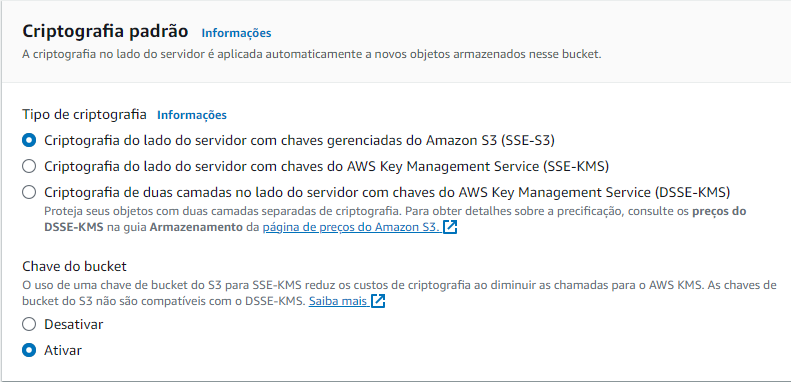 Criptografia padrão Informações
A criptografia no lado do servidor é aplicada automaticamente a novos objetos armazenados nesse bucket.
Tipo de criptografia Informações
Criptografia do lado do servidor com chaves gerenciadas do Amazon S3 (SSE-S3)
Criptografia do lado do servidor com chaves do AWS Key Management Service (SSE-KMS)
Criptografia de duas camadas no lado do servidor com chaves do AWS Key Management Service (DSSE-KMS)
Proteja seus objetos com duas camadas separadas de criptografia. Para obter detalhes sobre a precificação, consulte os preços do
DSSE-KMS na guia Armazenamento da página de preços do Amazon S3.
Chave do bucket
O uso de uma chave de bucket do S3 para SSE-KMS reduz os custos de criptografia ao diminuir as chamadas para o AWS KMS. As chaves de
bucket do S3 não são compatíveis com o DSSE-KMS. Saiba mais
Desativar
Ativar